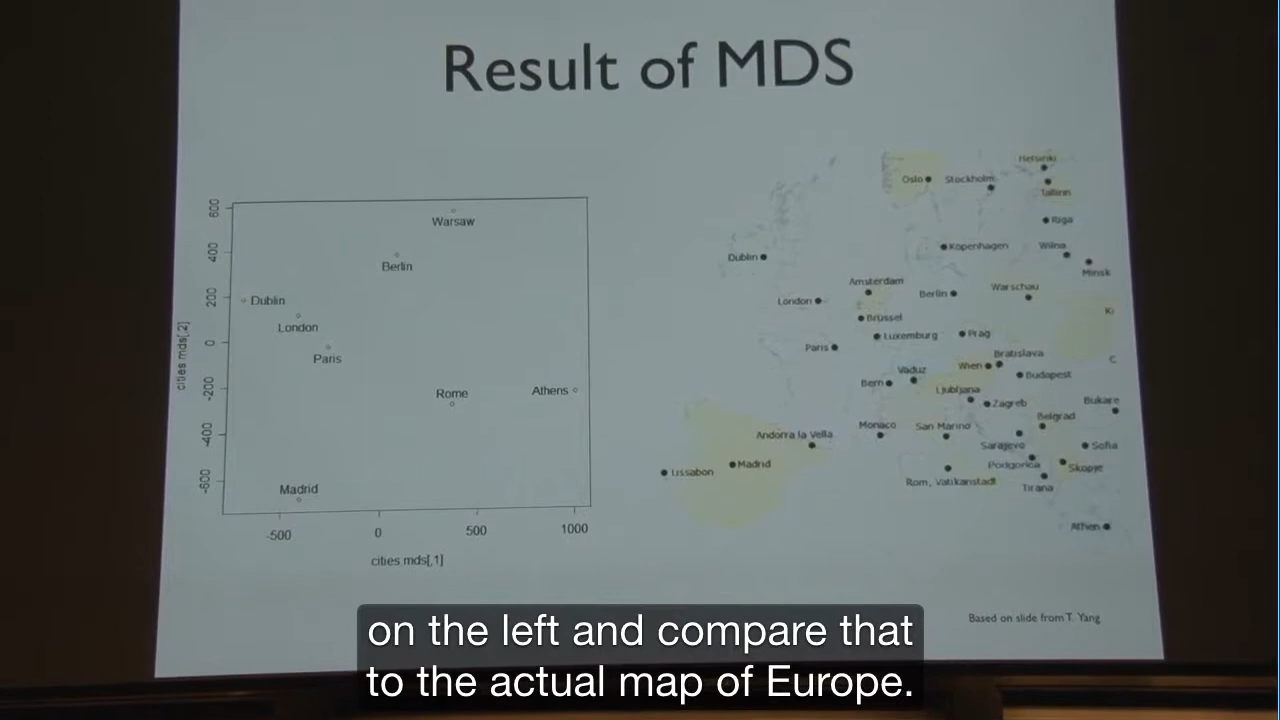 Result of MDS
600
400
200
0
-200
-400
-600
cities mds[,2]
Warsaw
Berlin
Dublin
London
Paris
Rome
Athens
Madrid
-500
0
500
1000
cities mds[,1]
Helsinki
Oslo
Stockholm
Tallinn
Riga
Kopenhagen
Wilna
Dublin
Minsk
Amsterdam
Berlin
Warschau
London
Brüssel
Ki
Luxemburg
Prag
Paris
Bratislava
C
Wien
Vaduz
Budapest
Bern
Ljubljana
Zagreb
Bukare
Belgrad
Monaco
San Marino
Andorra la Vella
Sarajevo
Sofia
Lissabon
Madrid
Podgorica
Skopje
Rom, Vatikanstadt
Tirana
Athen
Based on slide from T. Yang
on the left and compare that
to the actual map of Europe.